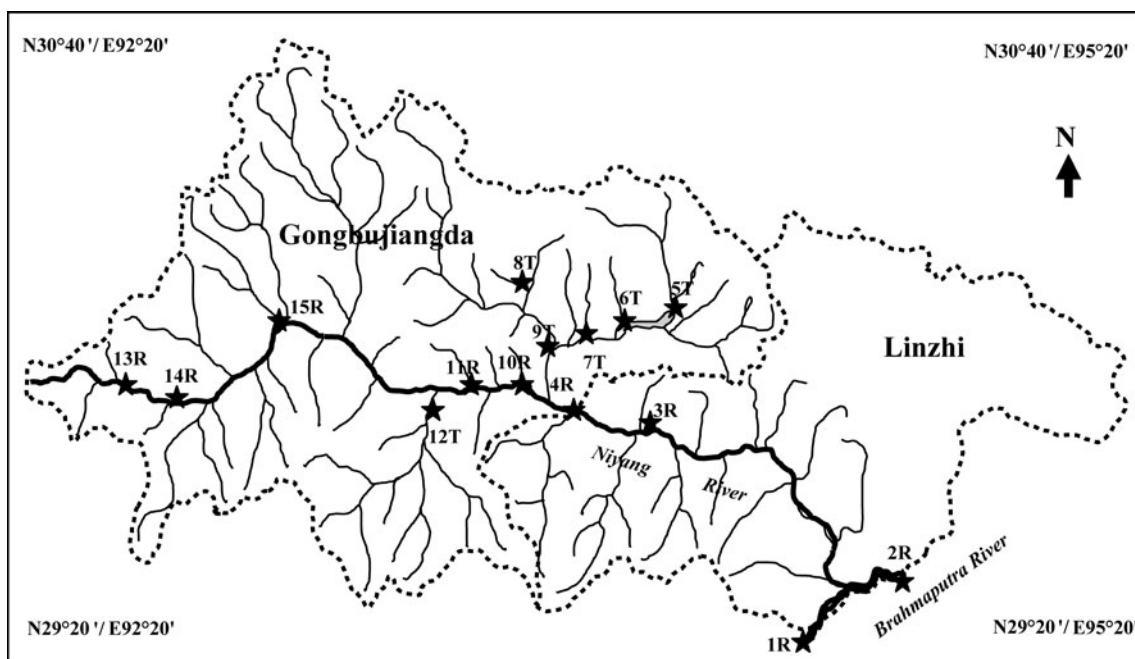 N30°40'/E92°20'
N30°40'/E95°20'
N
Gongbujiangda
8T
5T
6T
15R
9T
7T
Linzhi
13R
14R
11R
10R
4R
3R
12T
Niyang
River
2R
Brahmaputra River
N29°20'/E92°20'
1R
N29°20'/E95°20'